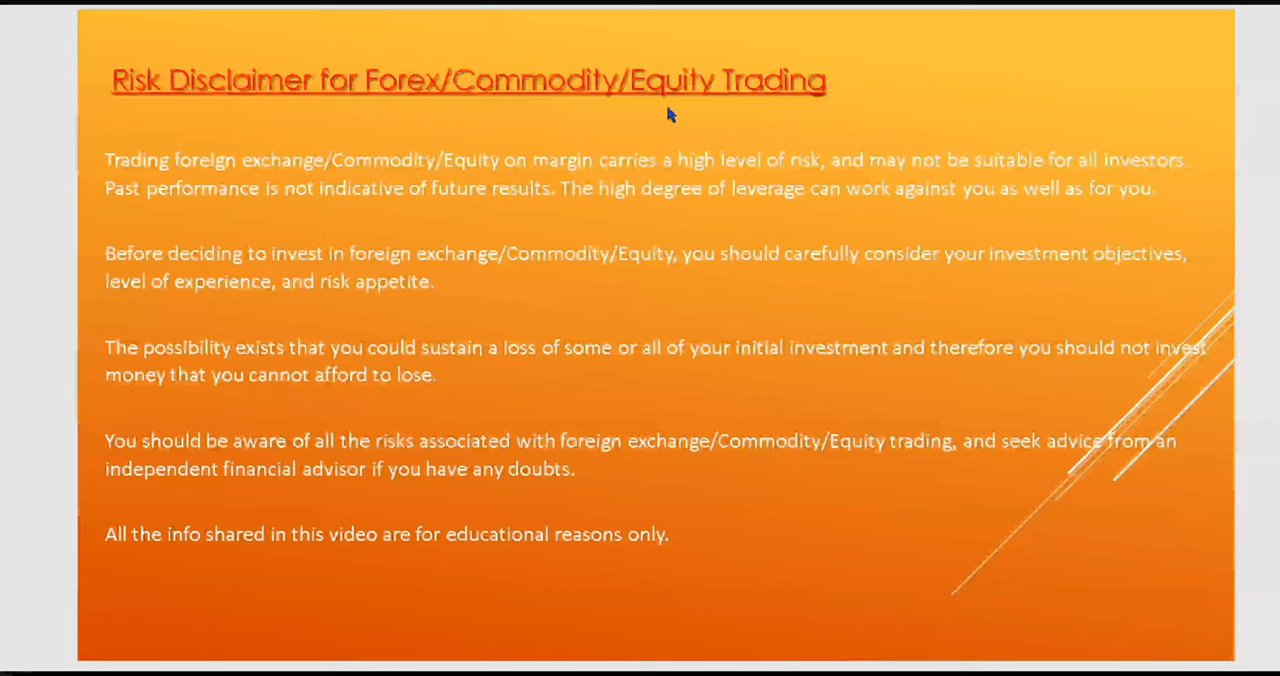 Risk Disclaimer for Forex/Commodity/Equity Trading
Trading foreign exchange/Commodity/Equity on margin carries a high level of risk, and may not be suitable for all investors.
Past performance is not indicative of future results. The high degree of leverage can work against you as well as for you.
Before deciding to invest in foreign exchange/Commodity/Equity, you should carefully consider your investment objectives,
level of experience, and risk appetite.
The possibility exists that you could sustain a loss of some or all of your initial investment and therefore you should not invest
money that you cannot afford to lose.
You should be aware of all the risks associated with foreign exchange/Commodity/Equity trading, and seek advice from an
independent financial advisor if you have any doubts.
All the info shared in this video are for educational reasons only.